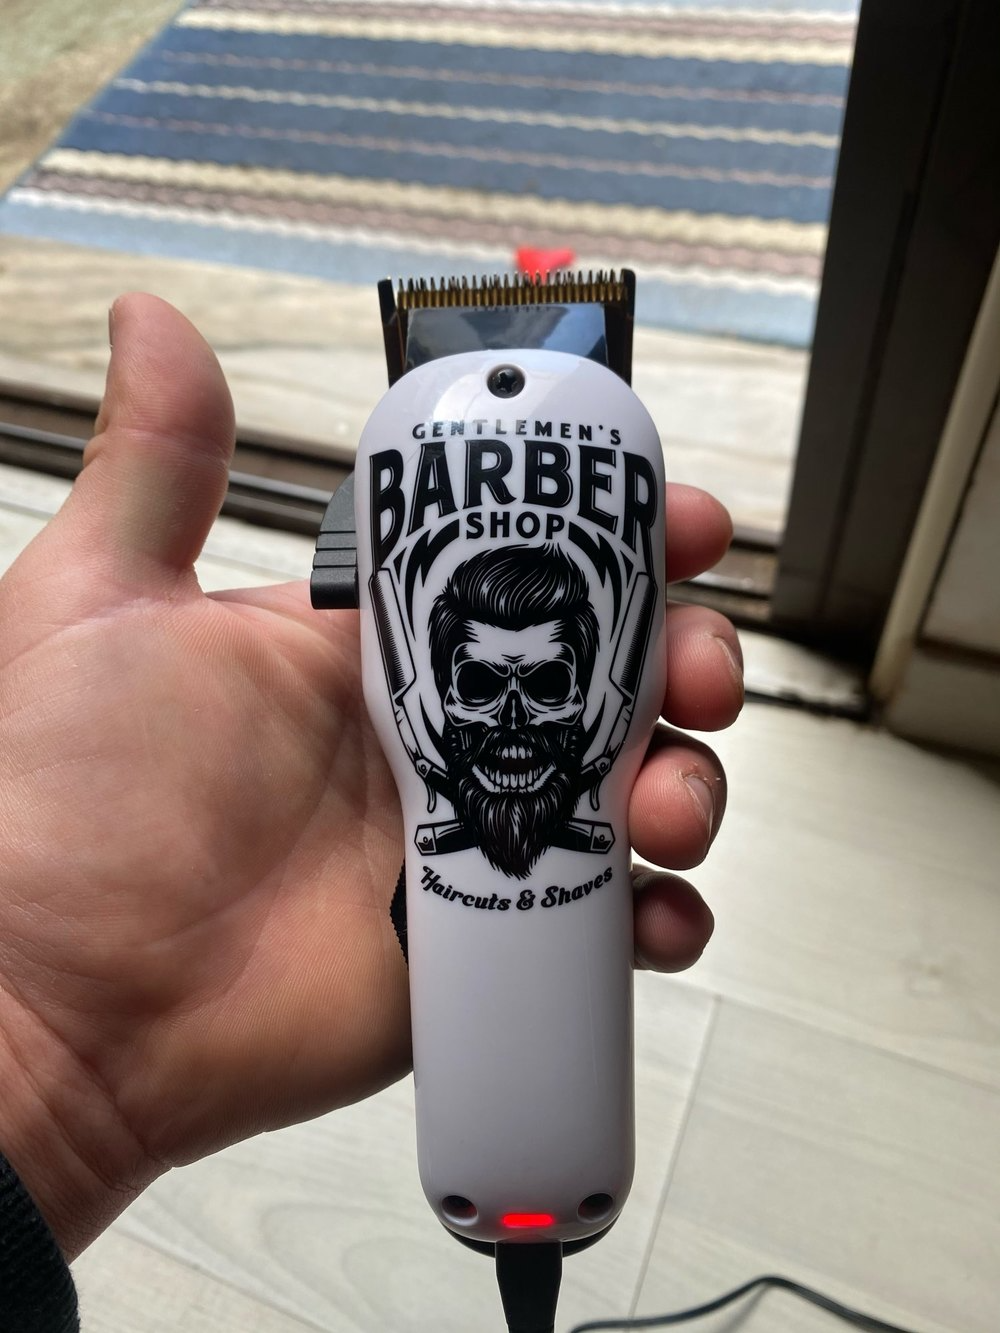 GENTLEMEN'S
BARBER
SHOP
Haircuts & Shaves